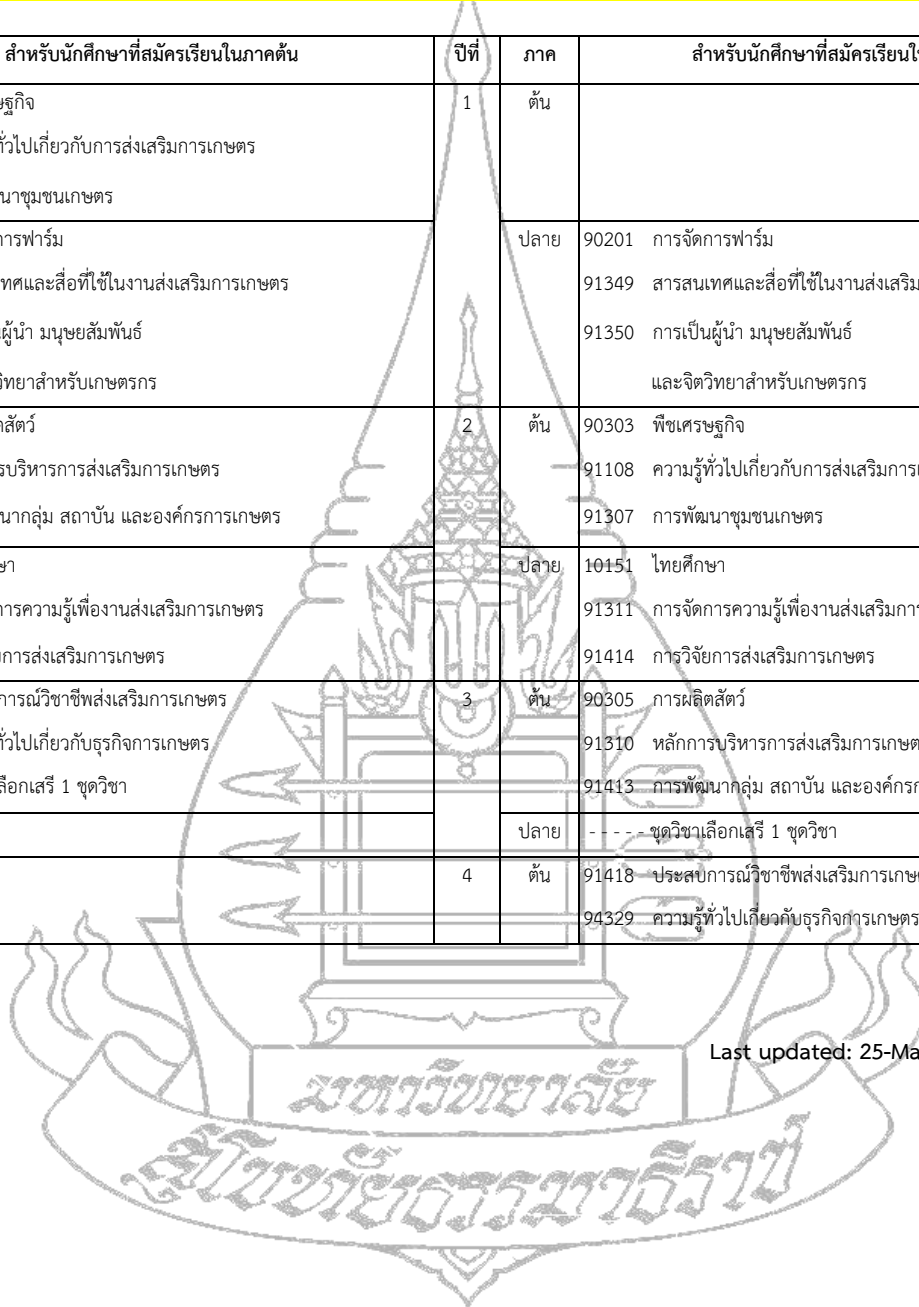 สำหรับนักศึกษาที่สมัครเรียนในภาคต้น ปีที่ ภาค สำหรับนักศึกษาที่สมัครเรียนใ
ษฐกิจ 1 ต้น
ทั่วไปเกี่ยวกับการส่งเสริมการเกษตร
นาชุมชนเกษตร
การฟาร์ม ปลาย 90201 การจัดการฟาร์ม
ทศและสื่อที่ใช้ในงานส่งเสริมการเกษตร 91349 สารสนเทศและสื่อที่ใช้ในงานส่งเสริม
ผู้นำ มนุษยสัมพันธ์ 91350 การเป็นผู้นำ มนุษยสัมพันธ์
วิทยาสำหรับเกษตรกร และจิตวิทยาสำหรับเกษตรกร
สัตว์ 2 ต้น 90303 พืชเศรษฐกิจ
รบริหารการส่งเสริมการเกษตร 91108 ความรู้ทั่วไปเกี่ยวกับการส่งเสริมการเ
นากลุ่ม สถาบัน และองค์กรการเกษตร 91307 การพัฒนาชุมชนเกษตร
ษา ปลาย 10151 ไทยศึกษา
การความรู้เพื่องานส่งเสริมการเกษตร 91311 การจัดการความรู้เพื่องานส่งเสริมการ
การส่งเสริมการเกษตร 91414 การวิจัยการส่งเสริมการเกษตร
การณ์วิชาชีพส่งเสริมการเกษตร 3 ต้น 90305 การผลิตสัตว์
ทั่วไปเกี่ยวกับธุรกิจการเกษตร 91310 หลักการบริหารการส่งเสริมการเกษต
ลือกเสรี 1 ชุดวิชา 91413 การพัฒนากลุ่ม สถาบัน และองค์กรก
ปลาย - - - - - ชุดวิชาเลือกเสรี 1 ชุดวิชา
4 ต้น 91418 ประสบการณ์วิชาชีพส่งเสริมการเกษ
94329 ความรู้ทั่วไปเกี่ยวกับธุรกิจการเกษตร
Last updated: 25-Ma
มหาวิทยาลัย
สุโขทัยธรรมาธิราช